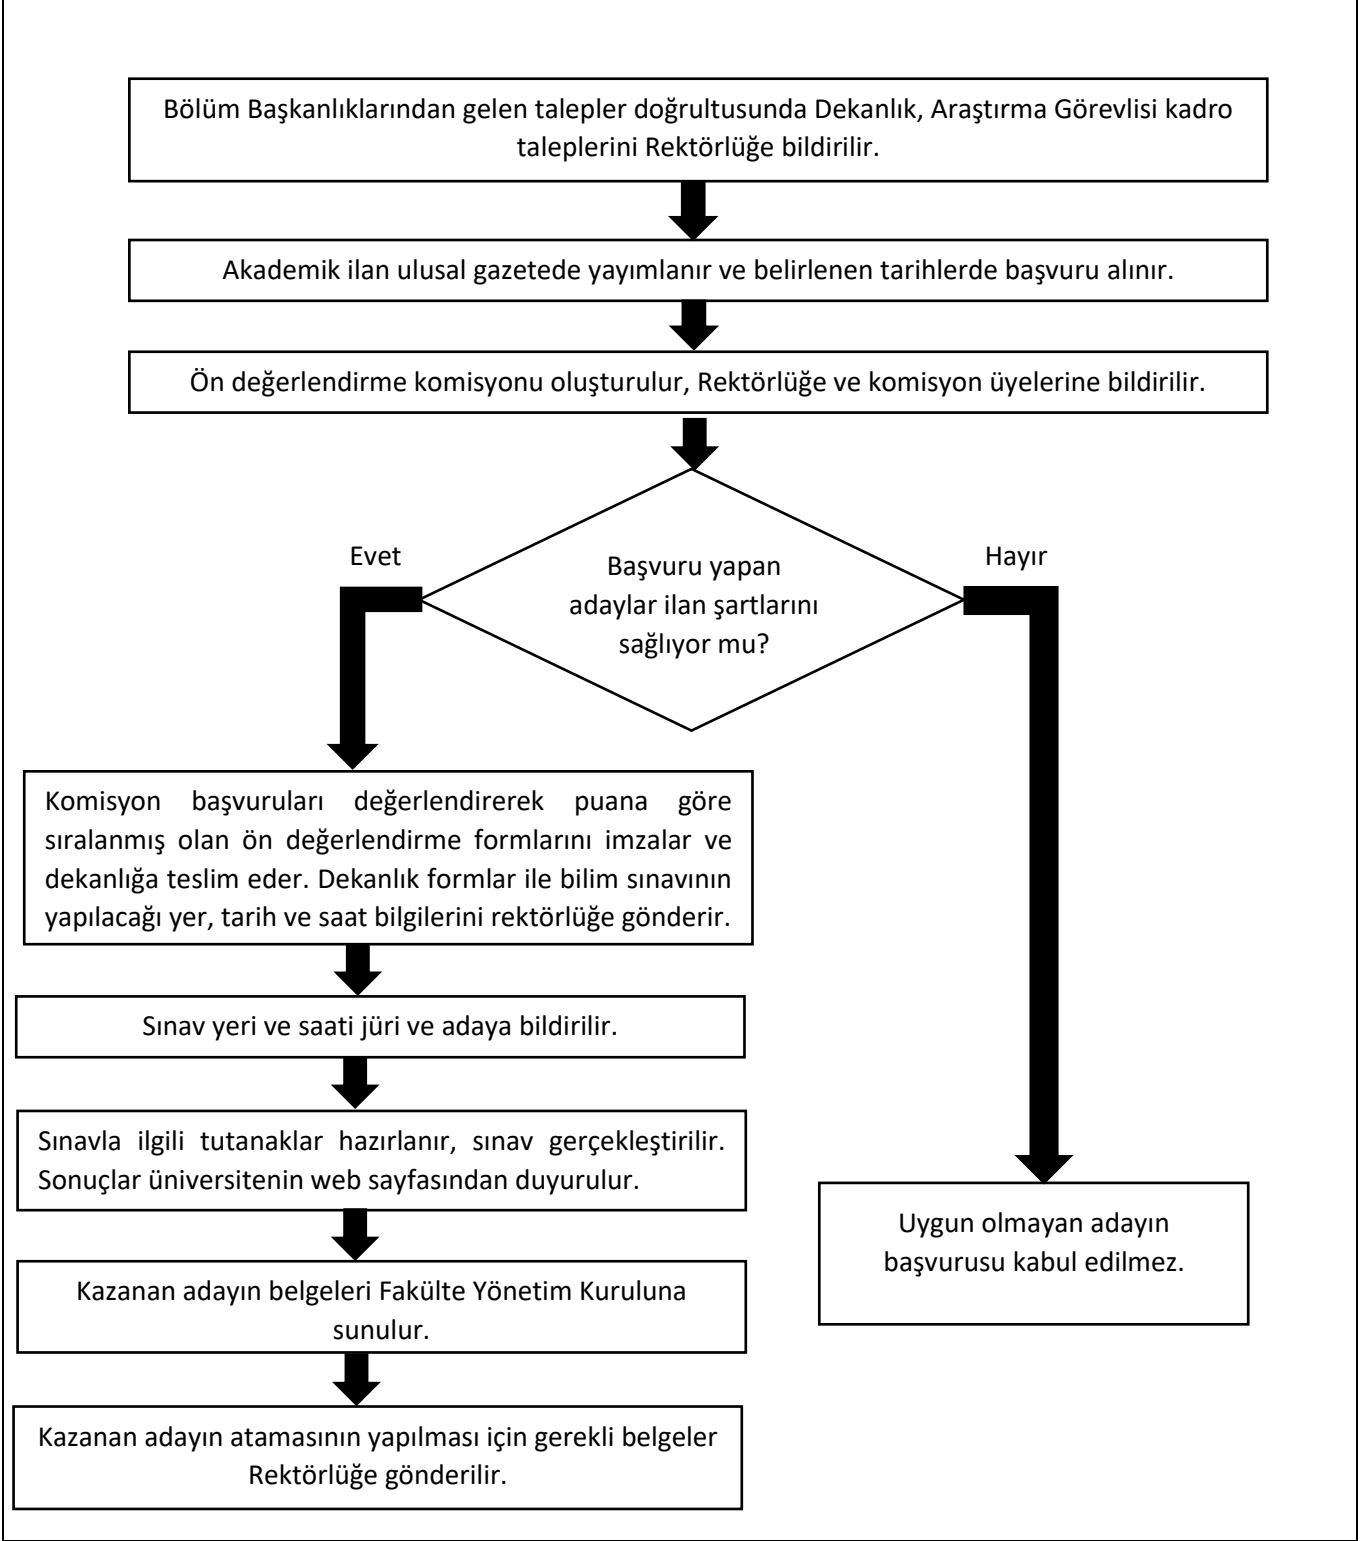 Bölüm Başkanlıklarından gelen talepler doğrultusunda Dekanlık, Araştırma Görevlisi kadro
taleplerini Rektörlüğe bildirilir.
Akademik ilan ulusal gazetede yayımlanır ve belirlenen tarihlerde başvuru alınır.
Ön değerlendirme komisyonu oluşturulur, Rektörlüğe ve komisyon üyelerine bildirilir.
Evet
Hayır
Başvuru yapan
adaylar ilan şartlarını
sağlıyor mu?
Komisyon başvuruları değerlendirerek puana göre
sıralanmış olan ön değerlendirme formlarını imzalar ve
dekanlığa teslim eder. Dekanlık formlar ile bilim sınavının
yapılacağı yer, tarih ve saat bilgilerini rektörlüğe gönderir.
Sınav yeri ve saati jüri ve adaya bildirilir.
Sınavla ilgili tutanaklar hazırlanır, sınav gerçekleştirilir.
Sonuçlar üniversitenin web sayfasından duyurulur.
Uygun olmayan adayın
başvurusu kabul edilmez.
Kazanan adayın belgeleri Fakülte Yönetim Kuruluna
sunulur.
Kazanan adayın atamasının yapılması için gerekli belgeler
Rektörlüğe gönderilir.